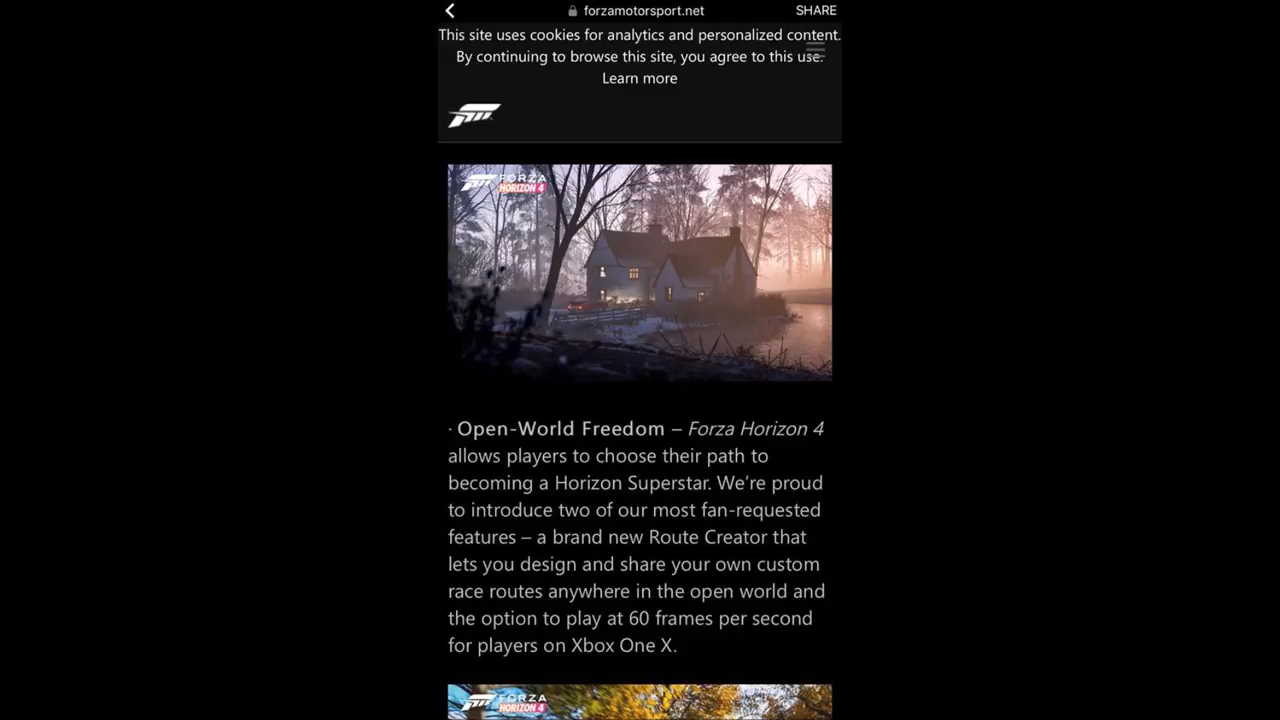 forzamotorsport.net
SHARE
This site uses cookies for analytics and personalized content.
By continuing to browse this site, you agree to this use.
Learn more
FORZA
HORIZON 4
· Open-World Freedom – Forza Horizon 4
allows players to choose their path to
becoming a Horizon Superstar. We’re proud
to introduce two of our most fan-requested
features – a brand new Route Creator that
lets you design and share your own custom
race routes anywhere in the open world and
the option to play at 60 frames per second
for players on Xbox One X.
FORZA
HORIZON 4